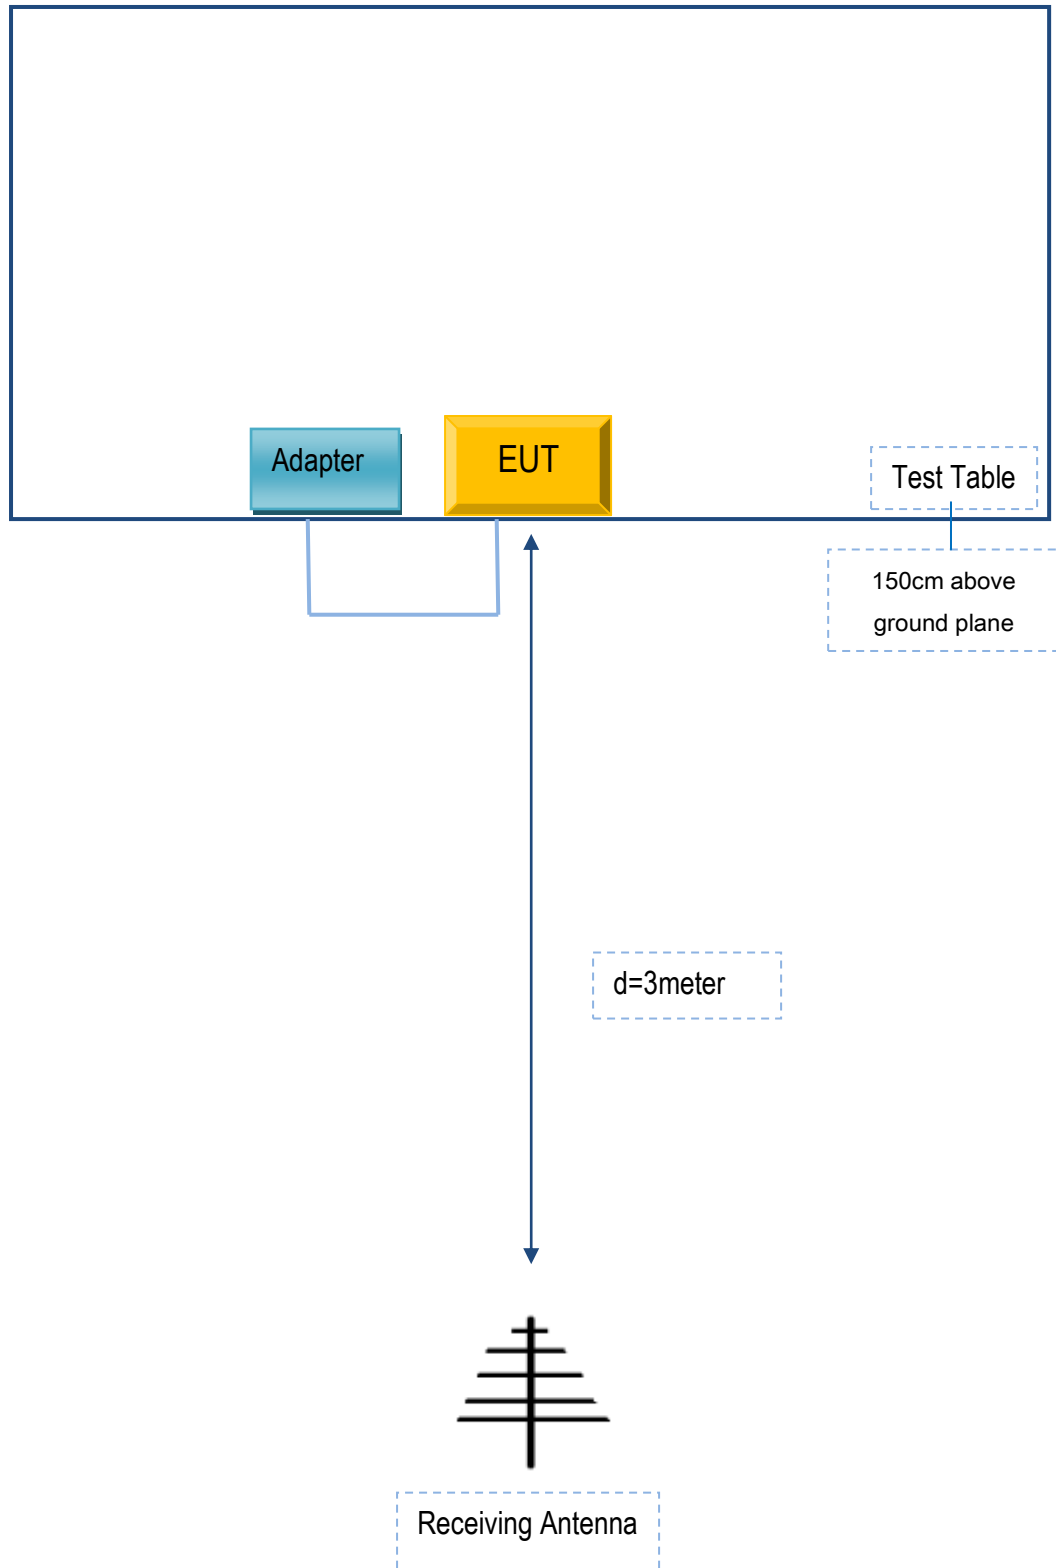 Adapter
EUT
Test Table
150cm above
ground plane
d=3meter
Receiving Antenna